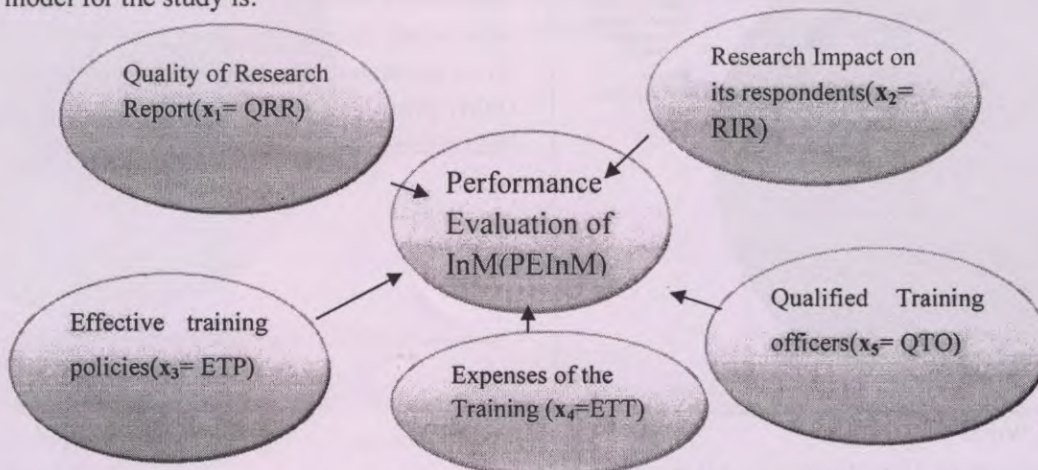 model for the study is:
Quality of Research
Report(x₁= QRR)
Research Impact on
its respondents(x₂=
RIR)
Performance
Evaluation of
InM(PEInM)
Effective training
policies(x₃= ETP)
Expenses of the
Training (x₄=ETT)
Qualified Training
officers(x₅= QTO)